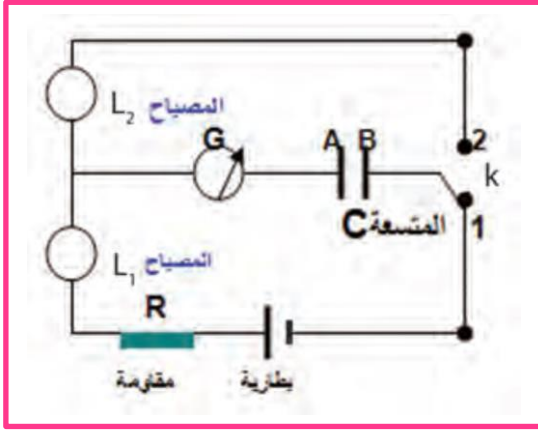 L₂ المصباح
G A B 2
k
C المتسعة 1
L₁ المصباح
R
مقاومة بطارية